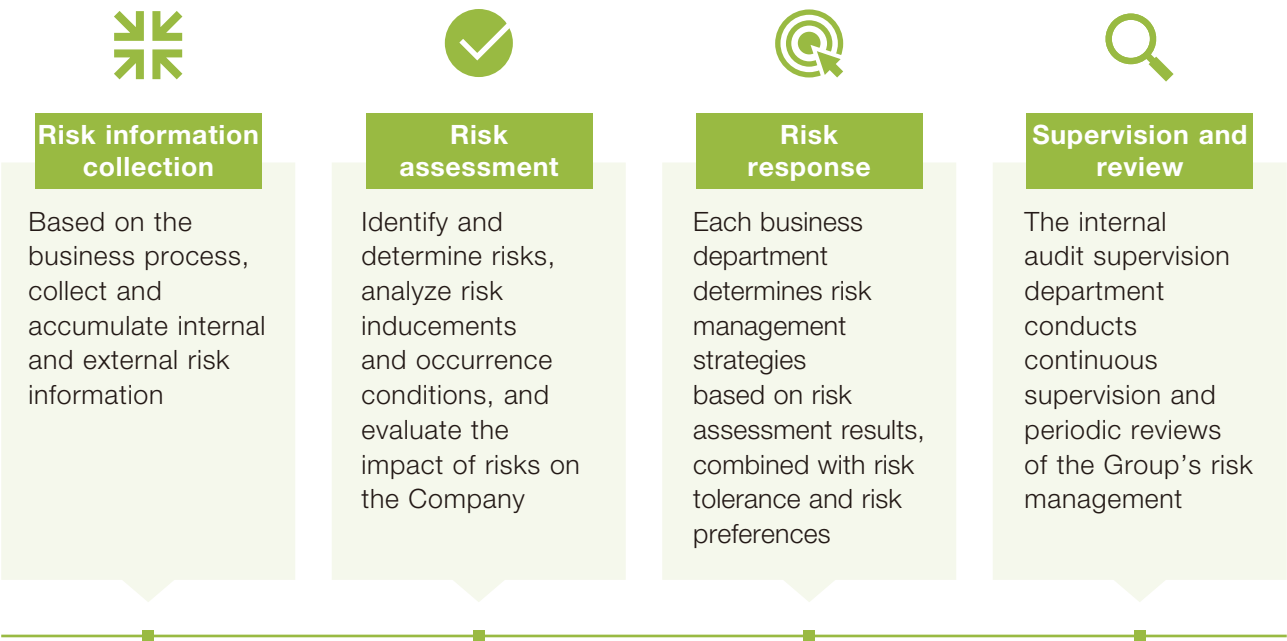 Risk information
collection
Based on the
business process,
collect and
accumulate internal
and external risk
information
Risk
assessment
Identify and
determine risks,
analyze risk
inducements
and occurrence
conditions, and
evaluate the
impact of risks on
the Company
Risk
response
Each business
department
determines risk
management
strategies
based on risk
assessment results,
combined with risk
tolerance and risk
preferences
Supervision and
review
The internal
audit supervision
department
conducts
continuous
supervision and
periodic reviews
of the Group’s risk
management